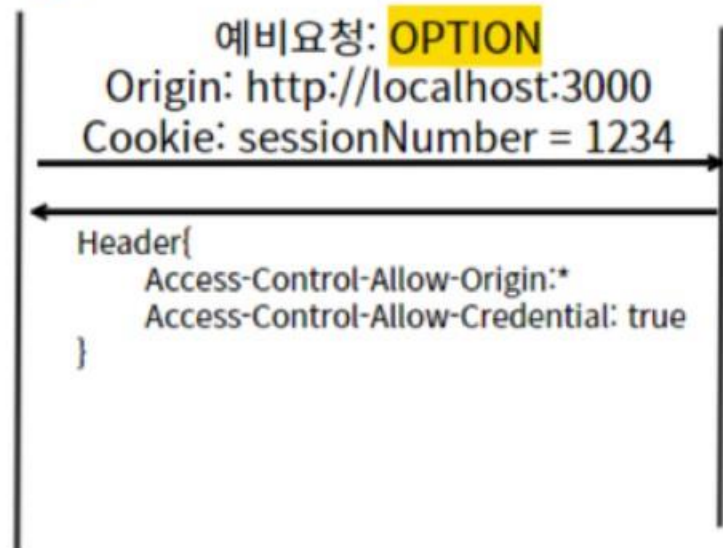 예비요청: OPTION
Origin: http://localhost:3000
Cookie: sessionNumber = 1234
Header{
Access-Control-Allow-Origin:*
Access-Control-Allow-Credential: true
}